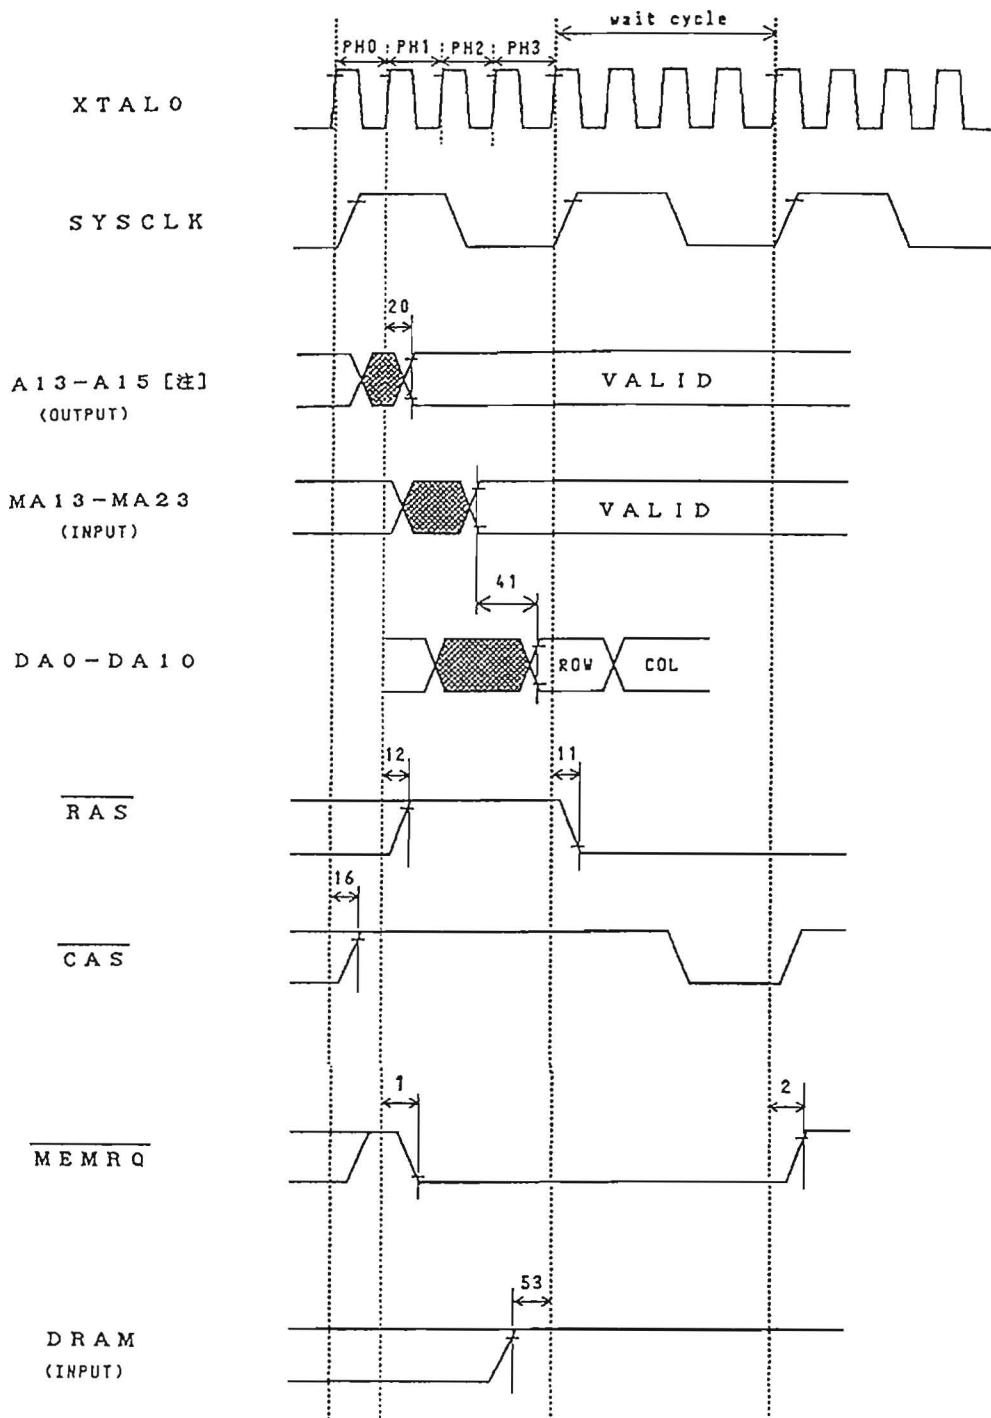 wait cycle
PH0 PH1 PH2 PH3
XTALO
SYSCLK
20
A13-A15 [注]
(OUTPUT)
VALID
MA13-MA23
(INPUT)
VALID
41
DA0-DA10
ROW COL
12 11
RAS
16
CAS
1 2
MEMRQ
53
DRAM
(INPUT)